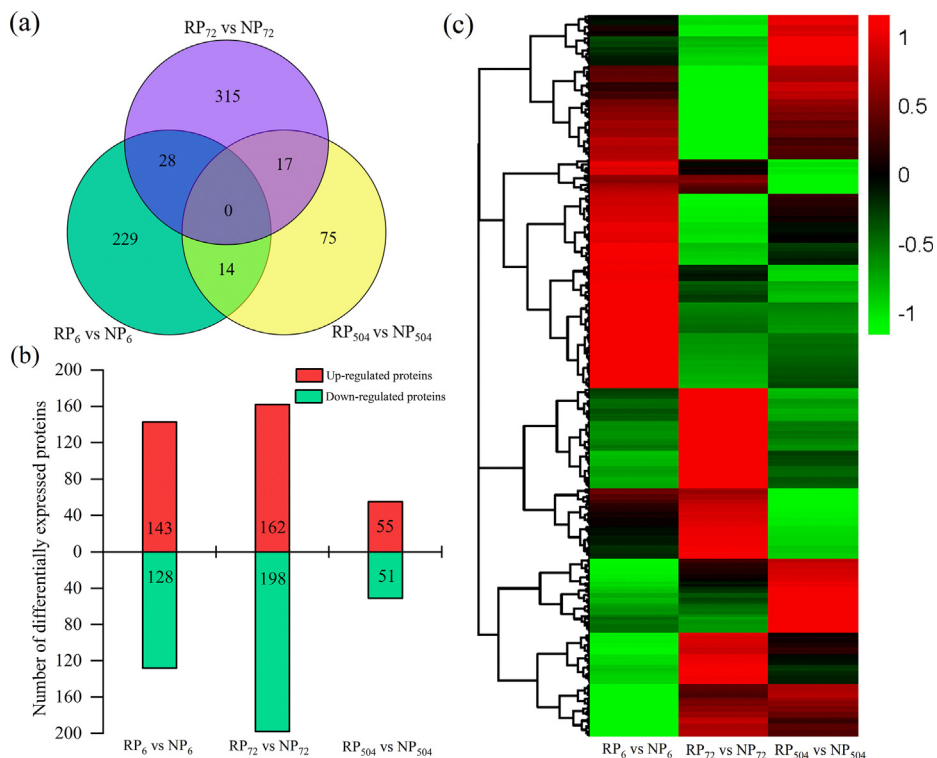 (a)
RP72 vs NP72
315
28
17
0
229
75
14
RP6 vs NP6
RP504 vs NP504
(b)
Number of differentially expressed proteins
200
160
120
80
40
0
40
80
120
160
200
Up-regulated proteins
Down-regulated proteins
143
162
55
128
198
51
RP6 vs NP6
RP72 vs NP72
RP504 vs NP504
(c)
1
0.5
0
-0.5
-1
RP6 vs NP6
RP72 vs NP72
RP504 vs NP504